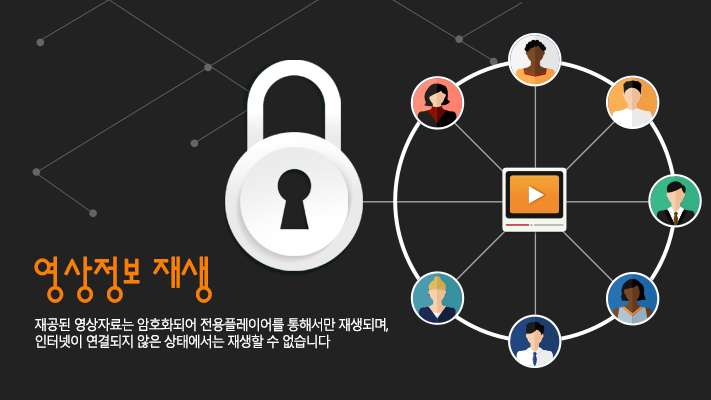 영상정보 재생
재공된 영상자료는 암호화되어 전용플레이어를 통해서만 재생되며,
인터넷이 연결되지 않은 상태에서는 재생할 수 없습니다